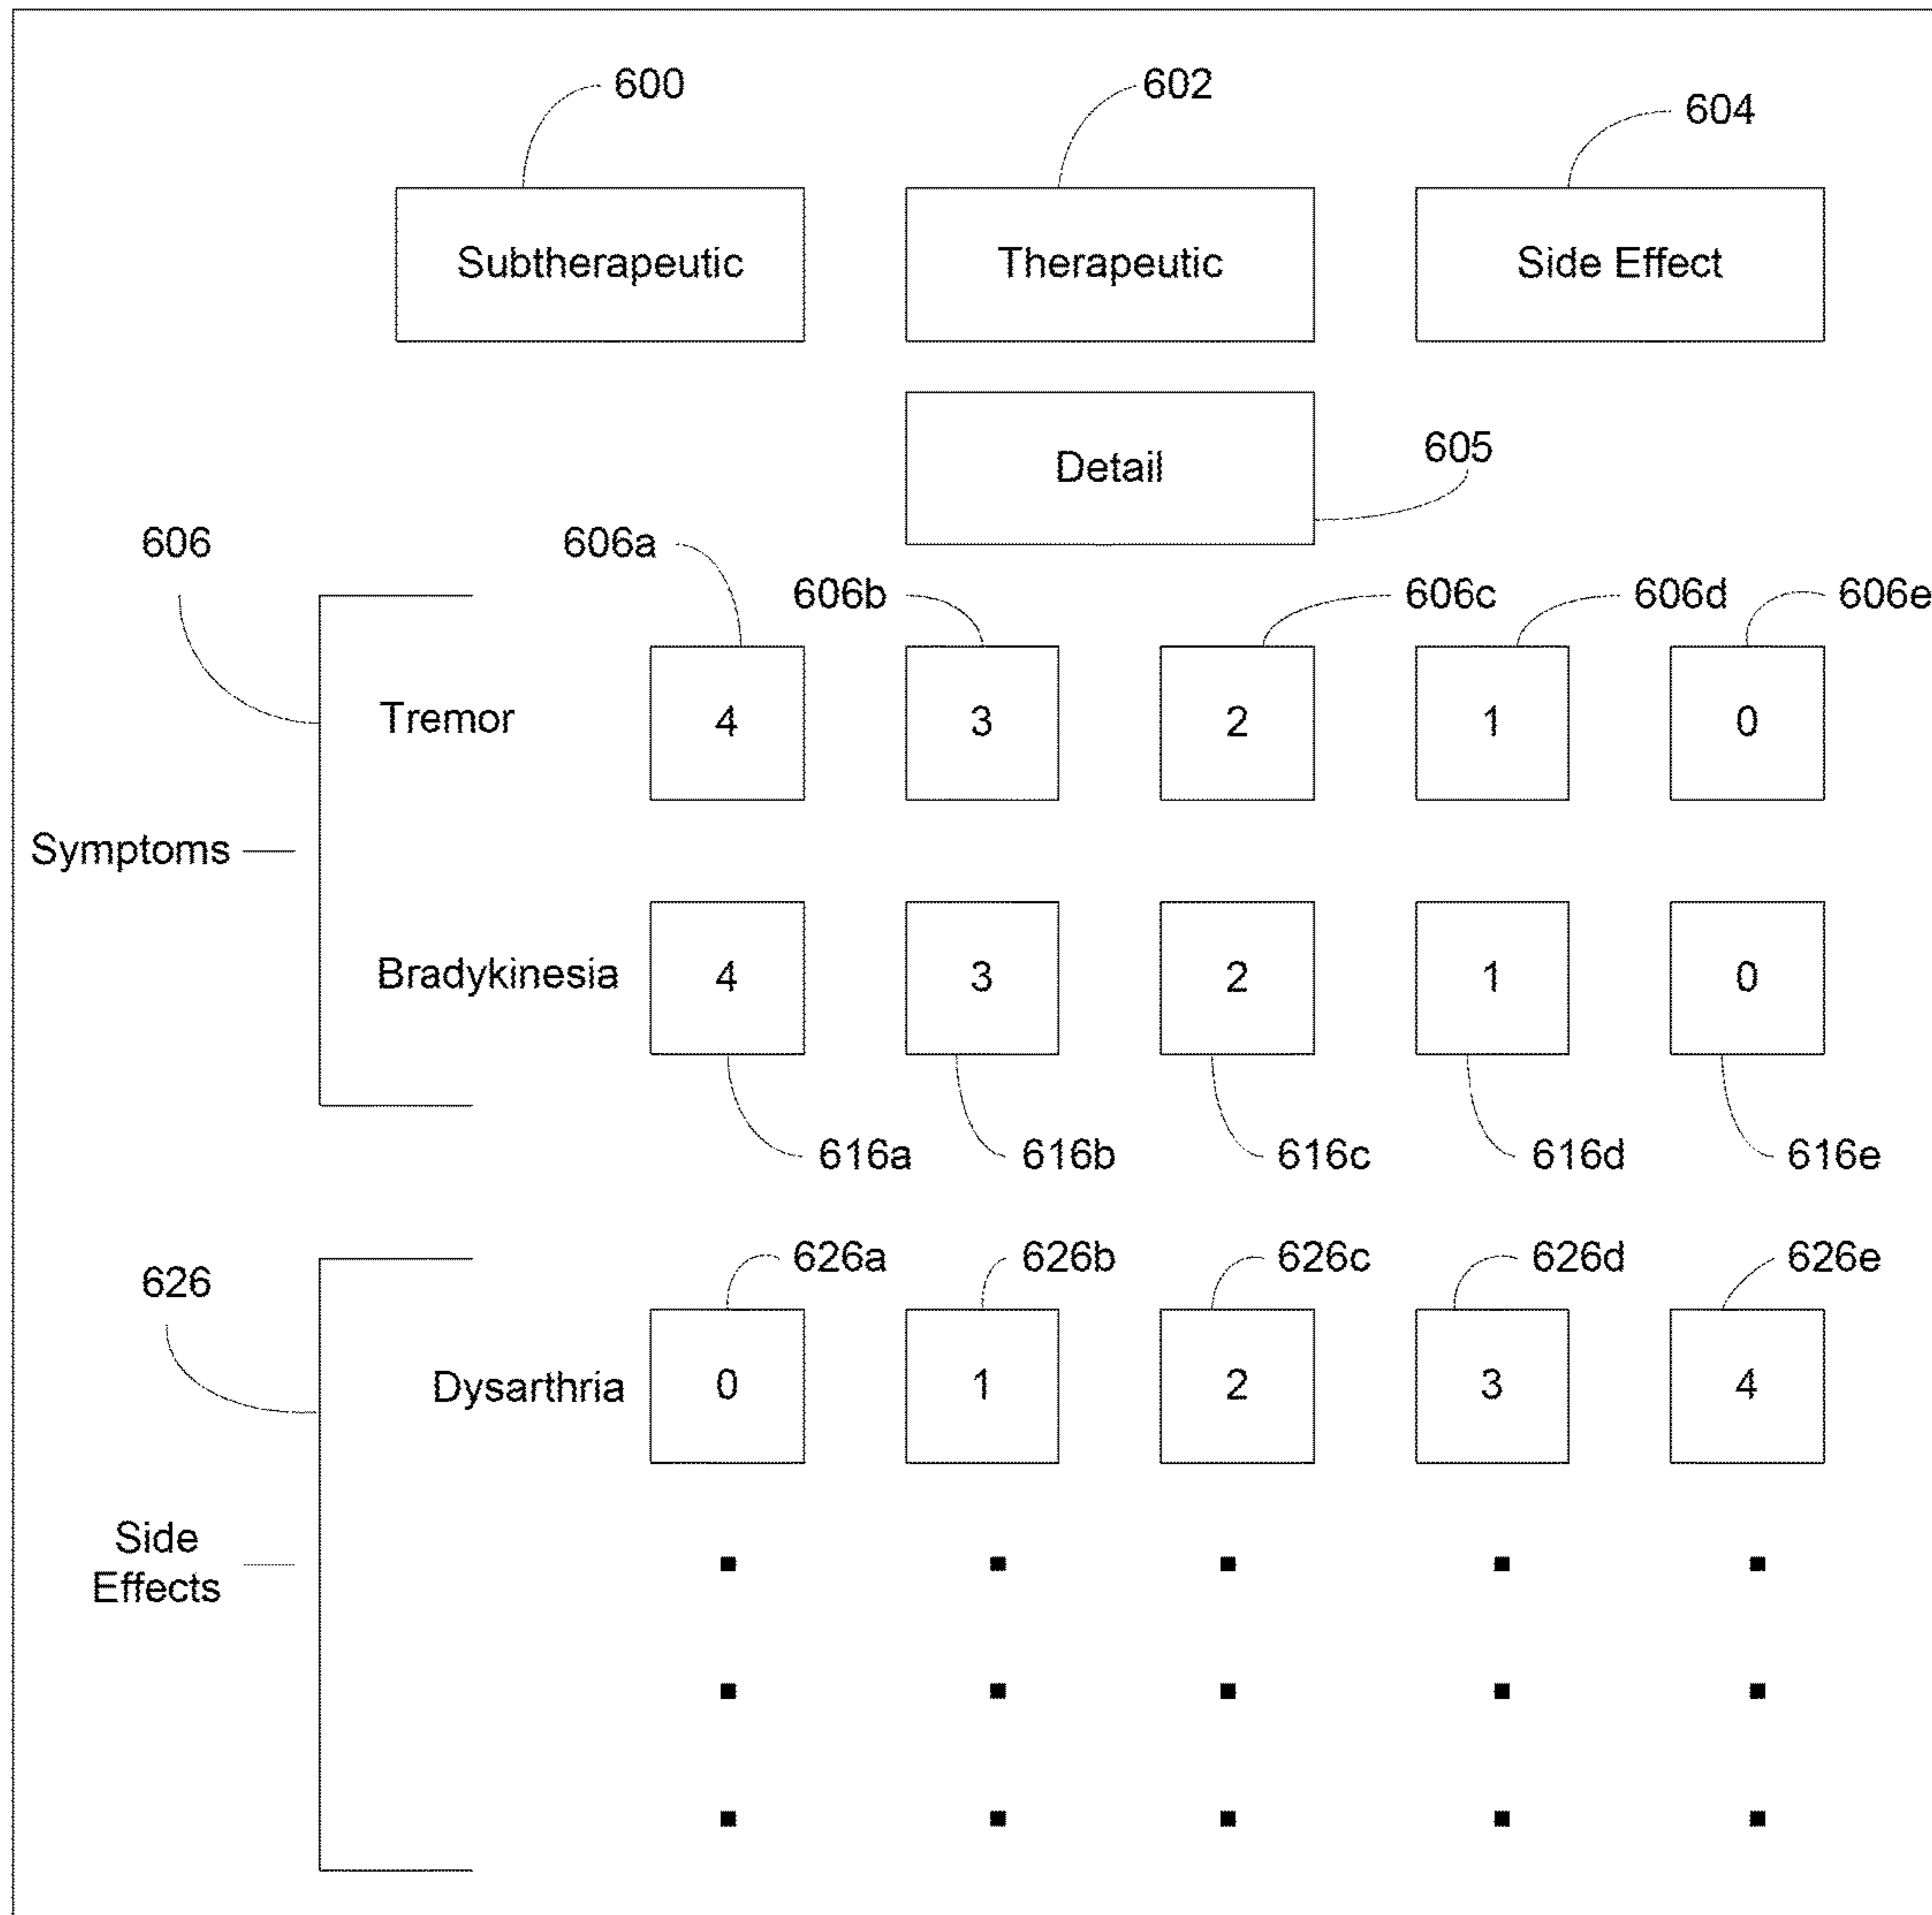 600 602 604
Subtherapeutic Therapeutic Side Effect
Detail 605
606 606a 606b 606c 606d 606e
Tremor 4 3 2 1 0
Symptoms
Bradykinesia 4 3 2 1 0
616a 616b 616c 616d 616e
626 626a 626b 626c 626d 626e
Dysarthria 0 1 2 3 4
Side
Effects